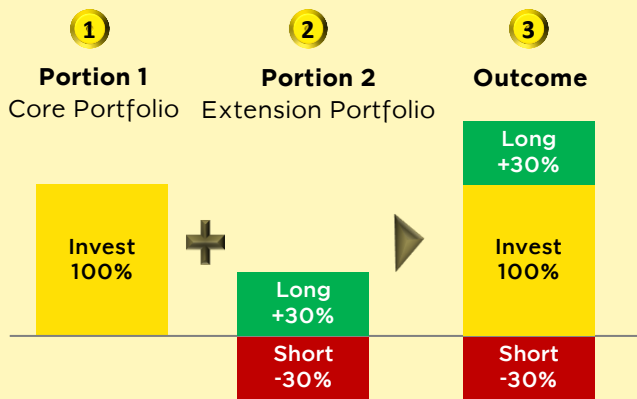 1
Portion 1
Core Portfolio
Invest
100%
2
Portion 2
Extension Portfolio
Long
+30%
Short
-30%
3
Outcome
Long
+30%
Invest
100%
Short
-30%